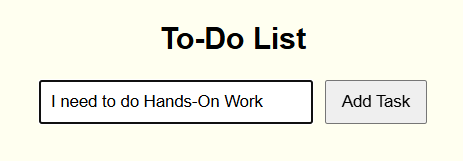 To-Do List
I need to do Hands-On Work
Add Task